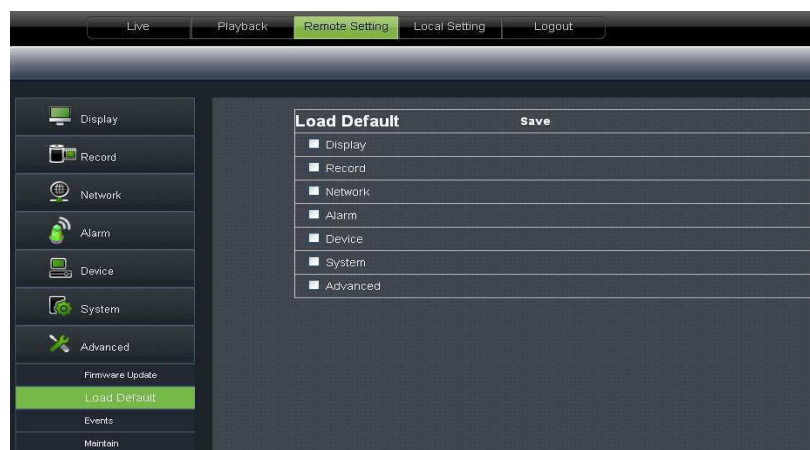 Live Playback Remote Setting Local Setting Logout
Display
Record
Network
Alarm
Device
System
Advanced
Firmware Update
Load Default
Events
Maintain
Load Default Save
Display
Record
Network
Alarm
Device
System
Advanced